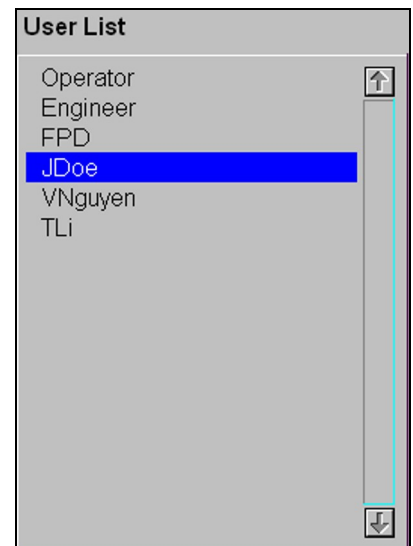 User List
Operator
Engineer
FPD
JDoe
VNguyen
TLi